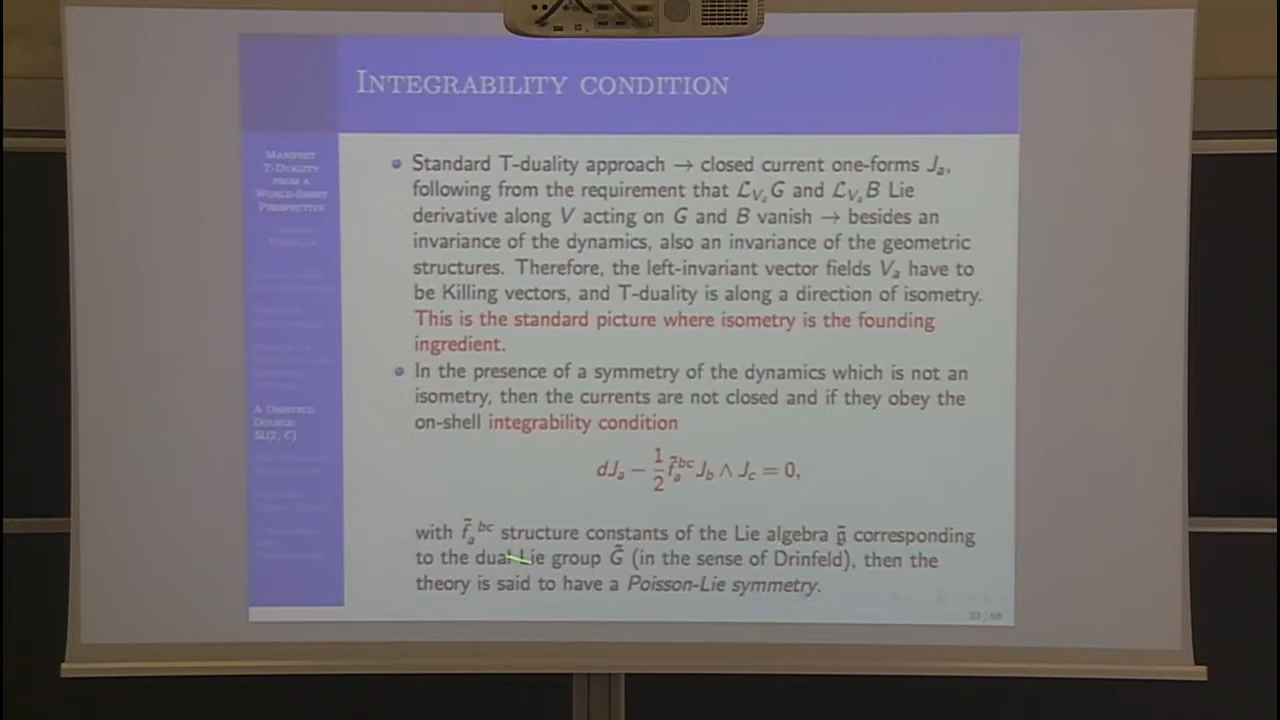 INTEGRABILITY CONDITION
MANIFEST
T-DUALITY
FROM A
WORLD-SHEET
PERSPECTIVE
A DRINFELD
DOUBLE:
SL(2, C)
• Standard T-duality approach → closed current one-forms Jₐ,
following from the requirement that ℒ_{Vₐ}G and ℒ_{Vₐ}B Lie
derivative along V acting on G and B vanish → besides an
invariance of the dynamics, also an invariance of the geometric
structures. Therefore, the left-invariant vector fields Vₐ have to
be Killing vectors, and T-duality is along a direction of isometry.
This is the standard picture where isometry is the founding
ingredient.
• In the presence of a symmetry of the dynamics which is not an
isometry, then the currents are not closed and if they obey the
on-shell integrability condition
dJₐ − 1/2 f̃ₐ^{bc} J_b ∧ J_c = 0,
with f̃ₐ^{bc} structure constants of the Lie algebra g̃ corresponding
to the dual Lie group G̃ (in the sense of Drinfeld), then the
theory is said to have a Poisson-Lie symmetry.